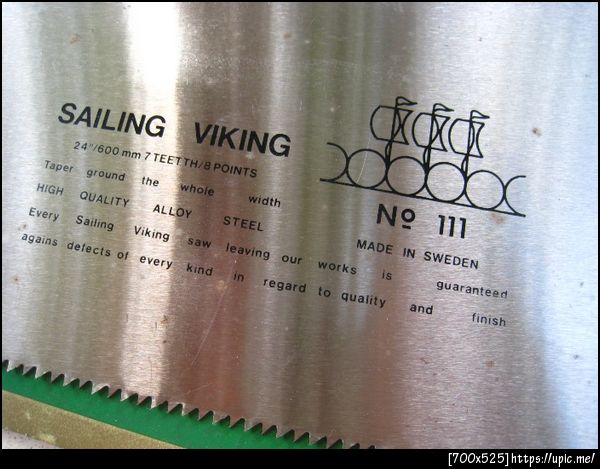 SAILING VIKING
24"/600 mm 7 TEETTH/8 POINTS
Taper ground the whole width
HIGH QUALITY ALLOY STEEL
Every Sailing Viking saw leaving our works is guaranteed
agains defects of every kind in regard to quality and finish
Nº 111
MADE IN SWEDEN
[700x525]https://upic.me/